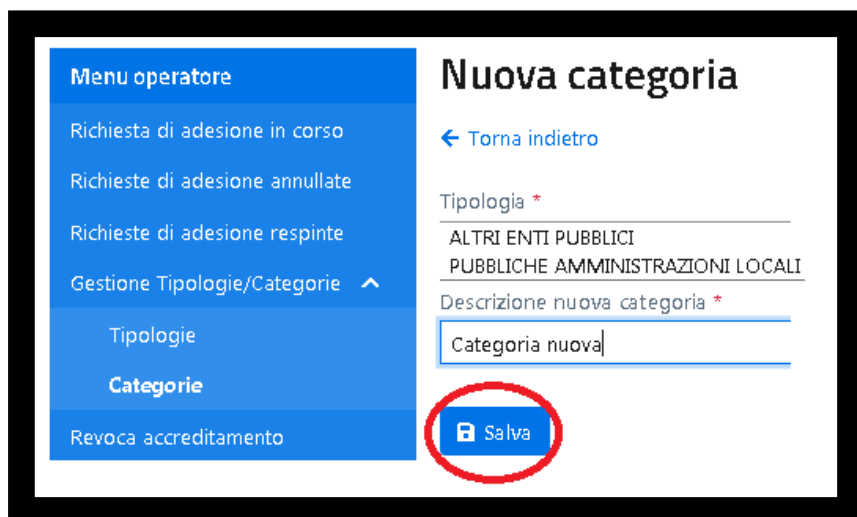 Menu operatore
Richiesta di adesione in corso
Richieste di adesione annullate
Richieste di adesione respinte
Gestione Tipologie/Categorie
Tipologie
Categorie
Revoca accreditamento
Nuova categoria
Torna indietro
Tipologia *
ALTRI ENTI PUBBLICI
PUBBLICHE AMMINISTRAZIONI LOCALI
Descrizione nuova categoria *
Categoria nuova
Salva